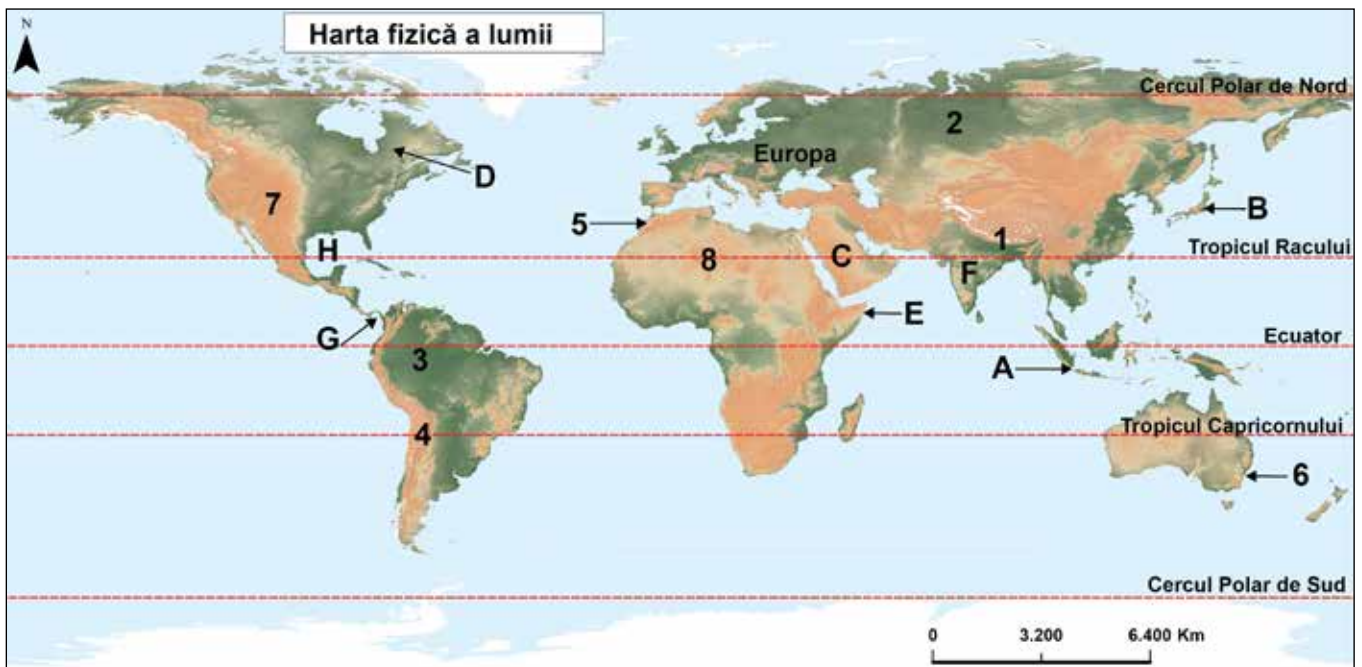 N
Harta fizică a lumii
Cercul Polar de Nord
2
Europa
D
7
5
B
1
H
8
C
F
Tropicul Racului
E
G
3
Ecuator
A
4
Tropicul Capricornului
6
Cercul Polar de Sud
0 3.200 6.400 Km